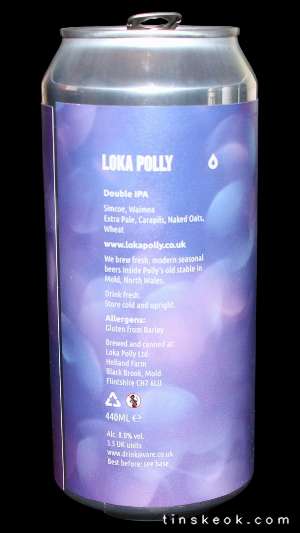 LOKA POLLY
Double IPA
Simcoe, Waimea
Extra Pale, Carapils, Naked Oats,
Wheat
www.lokapolly.co.uk
We brew fresh, modern seasonal
beers inside Polly's old stable in
Mold, North Wales.
Drink fresh.
Store cold and upright.
Allergens:
Gluten from Barley
Brewed and canned at:
Loka Polly Ltd
Helland Farm
Black Brook, Mold
Flintshire CH7 6LU
440ML ℮
Alc. 8.0% vol.
3.5 UK units
www.drinkaware.co.uk
Best before: see base
tinskeok.com